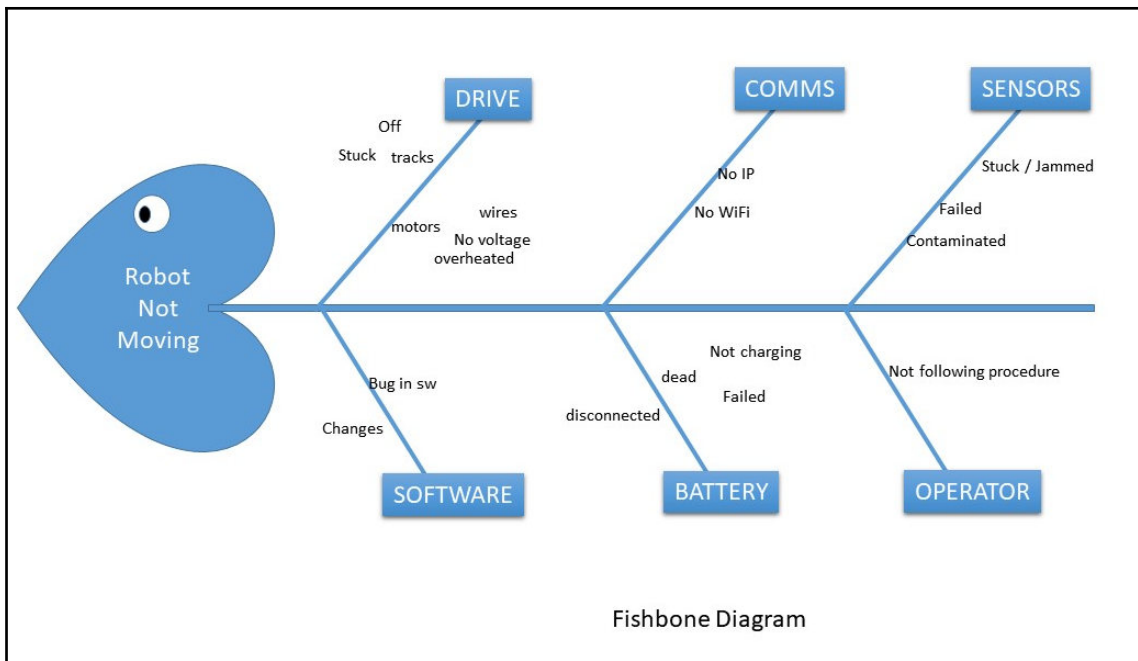 DRIVE
COMMS
SENSORS
Off
Stuck tracks
motors
wires
No voltage
overheated
No IP
No WiFi
Stuck / Jammed
Failed
Contaminated
Robot
Not
Moving
Bug in sw
Changes
Not charging
dead
Failed
disconnected
Not following procedure
SOFTWARE
BATTERY
OPERATOR
Fishbone Diagram